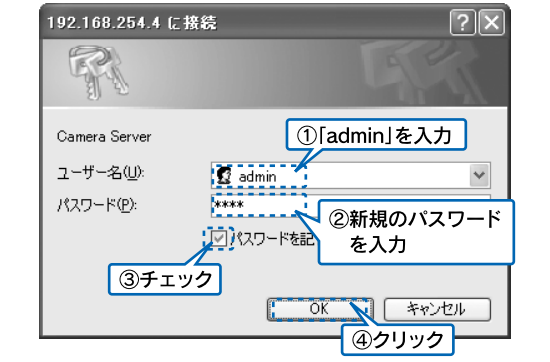 192.168.254.4 に接続
Camera Server
①「admin」を入力
ユーザー名(U):
admin
パスワード(P):
****
②新規のパスワード
を入力
パスワードを記
③チェック
OK
キャンセル
④クリック